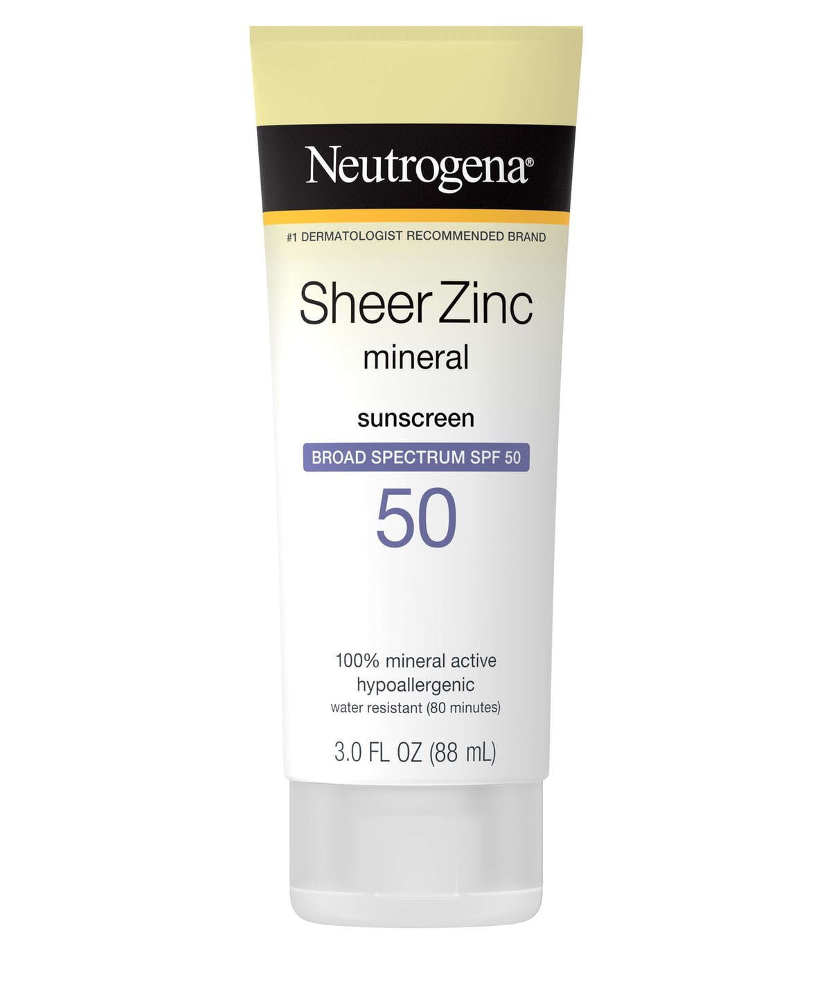 Neutrogena®
#1 DERMATOLOGIST RECOMMENDED BRAND
Sheer Zinc
mineral
sunscreen
BROAD SPECTRUM SPF 50
50
100% mineral active
hypoallergenic
water resistant (80 minutes)
3.0 FL OZ (88 mL)